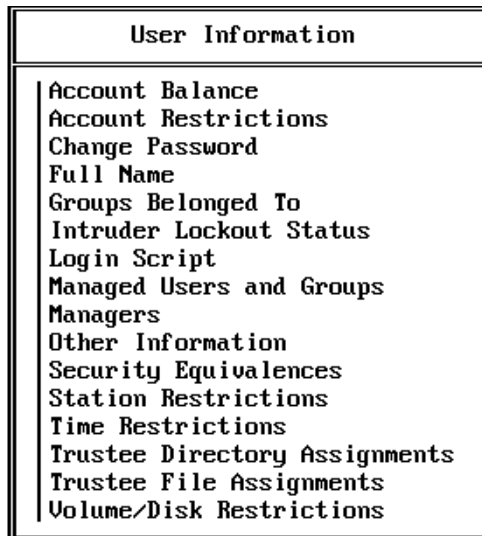 User Information
Account Balance
Account Restrictions
Change Password
Full Name
Groups Belonged To
Intruder Lockout Status
Login Script
Managed Users and Groups
Managers
Other Information
Security Equivalences
Station Restrictions
Time Restrictions
Trustee Directory Assignments
Trustee File Assignments
Volume/Disk Restrictions